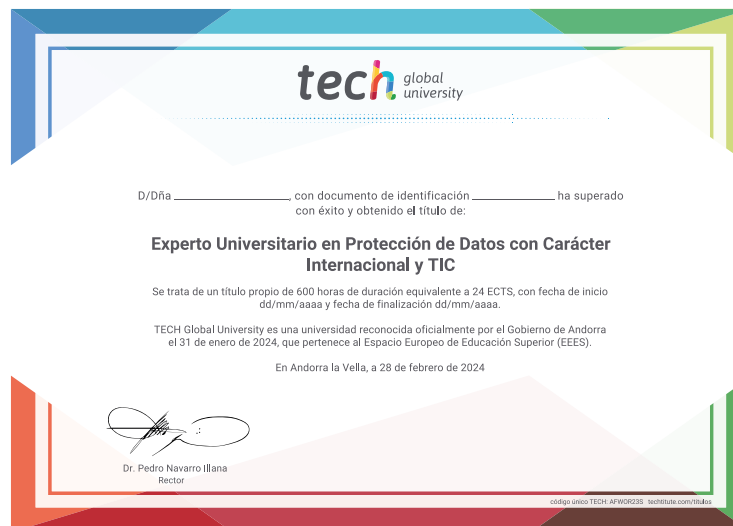 tech global university
D/Dña ____________, con documento de identificación ____________ ha superado
con éxito y obtenido el título de:
Experto Universitario en Protección de Datos con Carácter
Internacional y TIC
Se trata de un título propio de 600 horas de duración equivalente a 24 ECTS, con fecha de inicio
dd/mm/aaaa y fecha de finalización dd/mm/aaaa.
TECH Global University es una universidad reconocida oficialmente por el Gobierno de Andorra
el 31 de enero de 2024, que pertenece al Espacio Europeo de Educación Superior (EEES).
En Andorra la Vella, a 28 de febrero de 2024
Dr. Pedro Navarro Illana
Rector
código único TECH: AFWOR23S techtitute.com/titulos